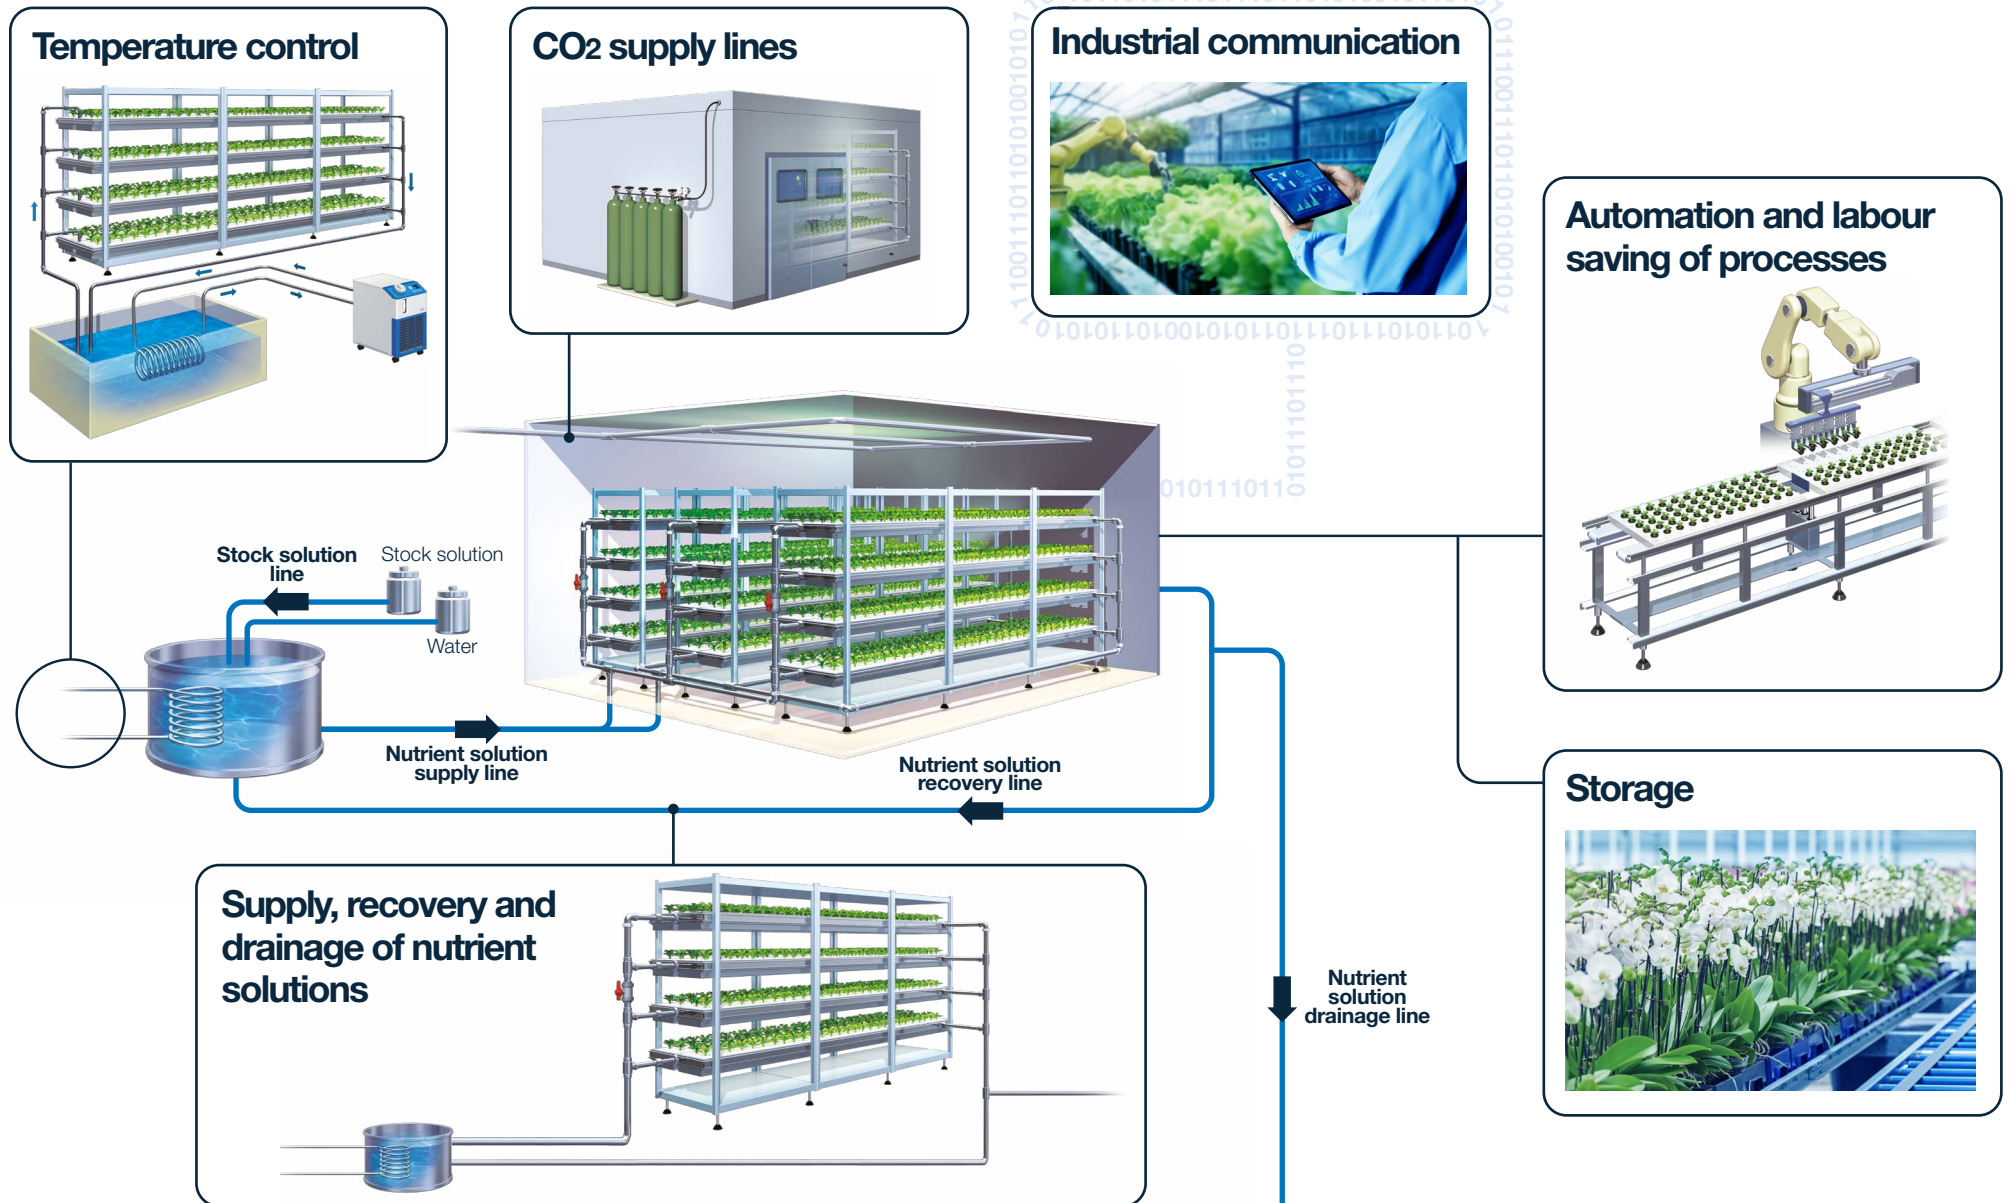 Temperature control
CO2 supply lines
Industrial communication
Automation and labour
saving of processes
010111011
Stock solution
line
Stock solution
Water
Nutrient solution
supply line
Nutrient solution
recovery line
Storage
Supply, recovery and
drainage of nutrient
solutions
Nutrient
solution
drainage line